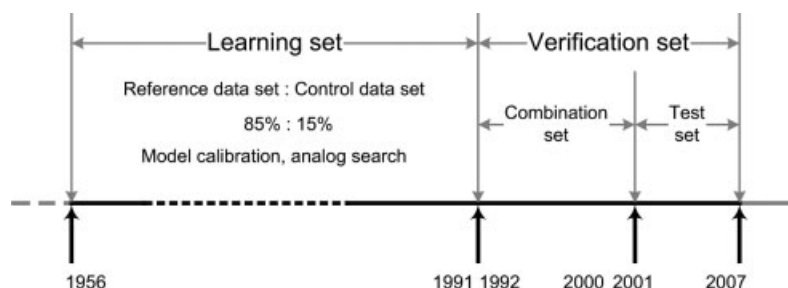 Learning set
Verification set
Reference data set : Control data set
85% : 15%
Model calibration, analog search
Combination
set
Test
set
1956
1991 1992
2000 2001
2007